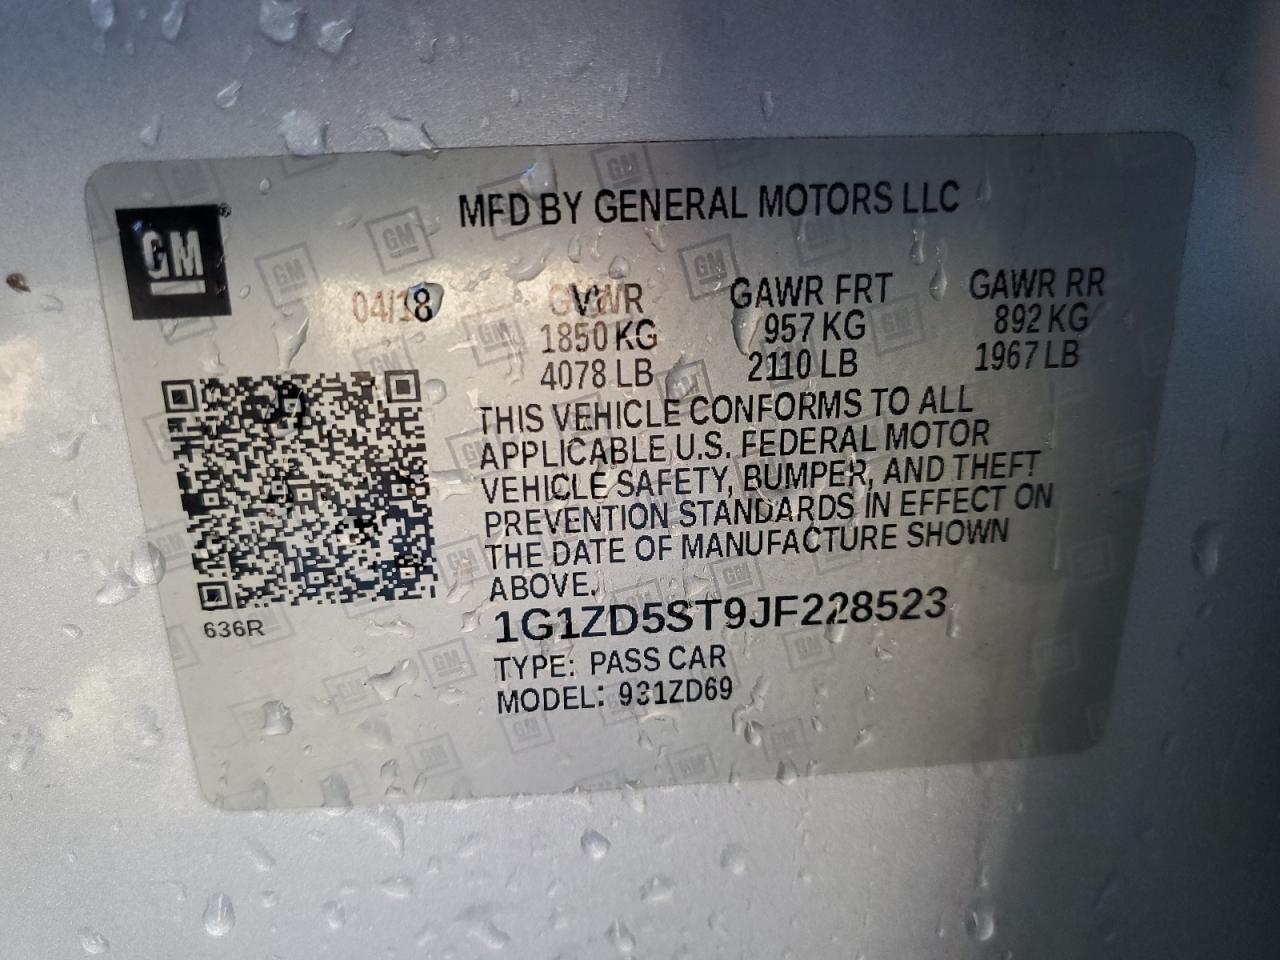 MFD BY GENERAL MOTORS LLC
GM®
04/18 GVWR GAWR FRT GAWR RR
1850 KG 957 KG 892 KG
4078 LB 2110 LB 1967 LB
THIS VEHICLE CONFORMS TO ALL
APPLICABLE U.S. FEDERAL MOTOR
VEHICLE SAFETY, BUMPER, AND THEFT
PREVENTION STANDARDS IN EFFECT ON
THE DATE OF MANUFACTURE SHOWN
ABOVE.
636R
1G1ZD5ST9JF228523
TYPE: PASS CAR
MODEL: 931ZD69